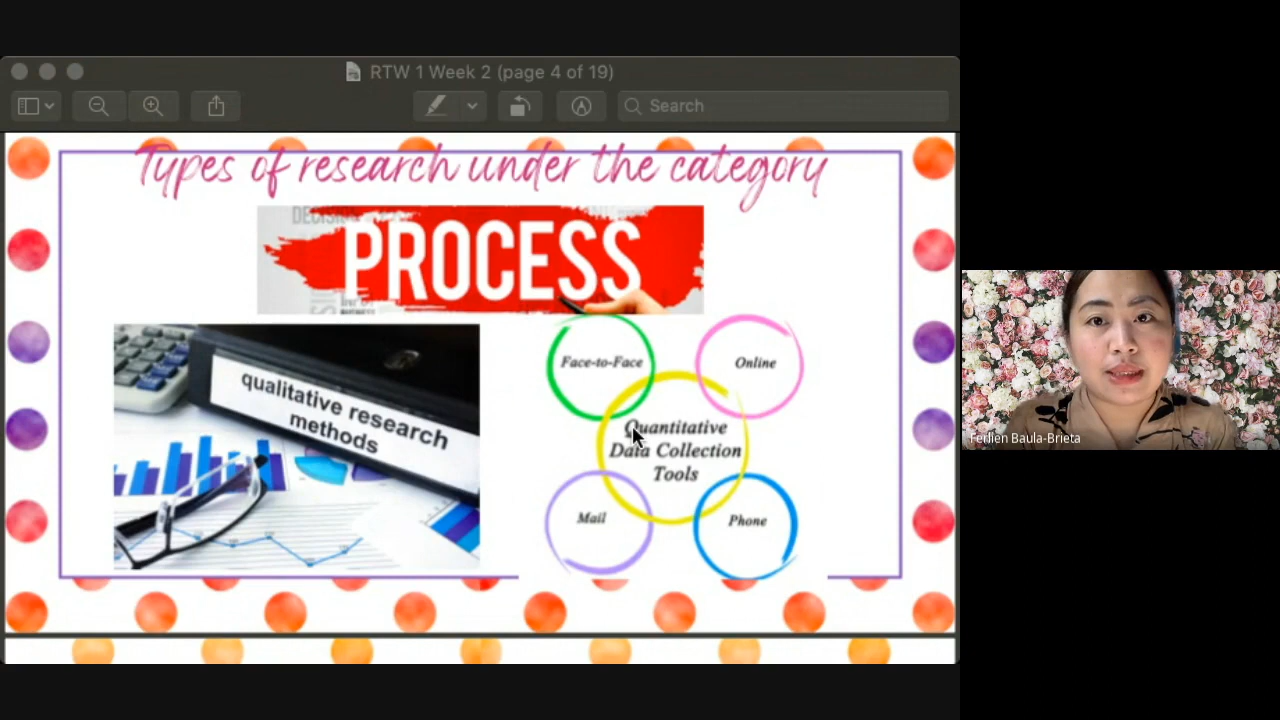 RTW 1 Week 2 (page 4 of 19)
Search
Types of research under the category
PROCESS
qualitative research
methods
Face-to-Face
Online
Quantitative
Data Collection
Tools
Mail
Phone
Ferlien Baula-Brieta